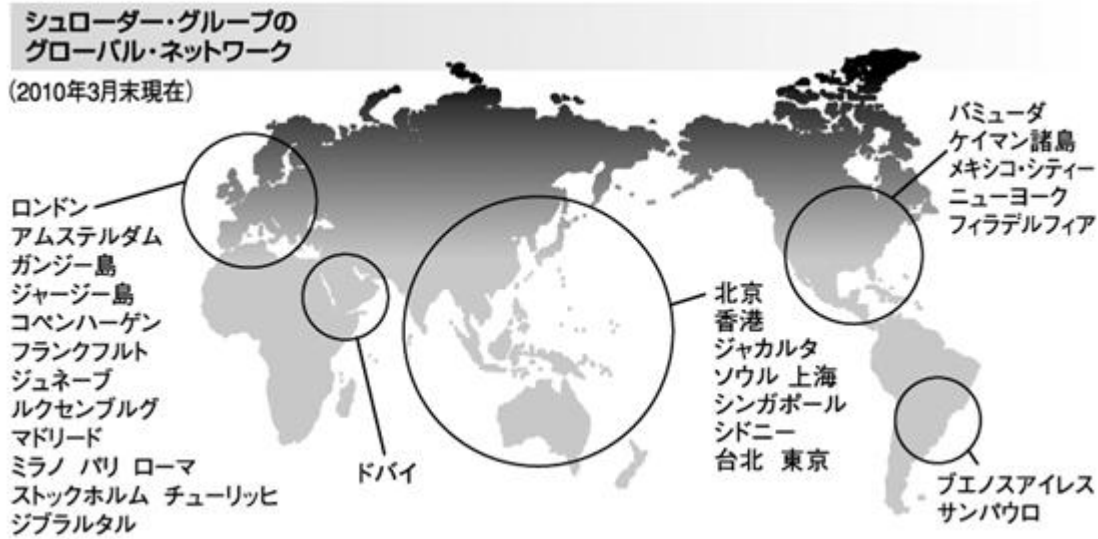 シュローダー・グループの
グローバル・ネットワーク
(2010年3月末現在)
ロンドン
アムステルダム
ガンジー島
ジャージー島
コペンハーゲン
フランクフルト
ジュネーブ
ルクセンブルグ
マドリード
ミラノ パリ ローマ
ストックホルム チューリッヒ
ジブラルタル
ドバイ
北京
香港
ジャカルタ
ソウル 上海
シンガポール
シドニー
台北 東京
バミューダ
ケイマン諸島
メキシコ・シティー
ニューヨーク
フィラデルフィア
ブエノスアイレス
サンパウロ